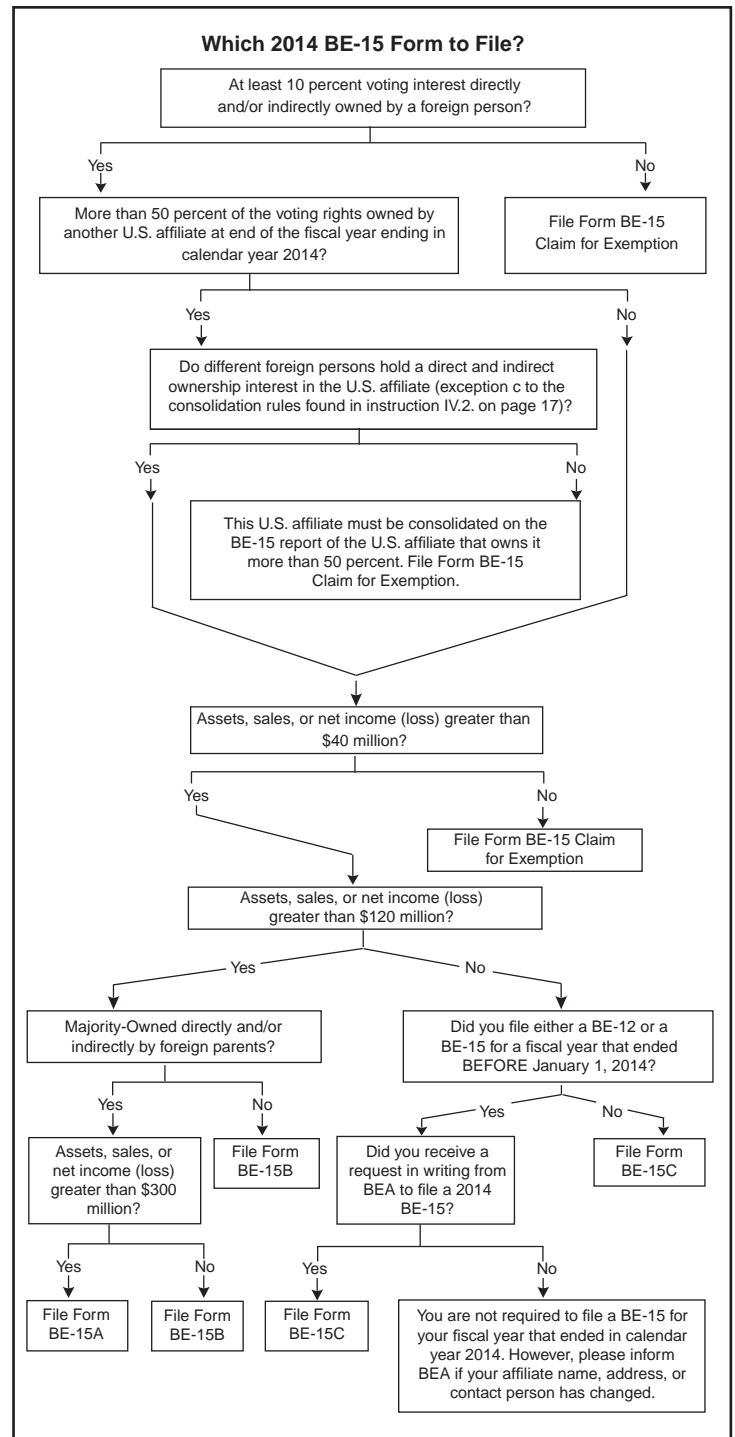 Which 2014 BE-15 Form to File?
At least 10 percent voting interest directly
and/or indirectly owned by a foreign person?
Yes
No
More than 50 percent of the voting rights owned by
another U.S. affiliate at end of the fiscal year ending in
calendar year 2014?
File Form BE-15
Claim for Exemption
Yes
No
Do different foreign persons hold a direct and indirect
ownership interest in the U.S. affiliate (exception c to the
consolidation rules found in instruction IV.2. on page 17)?
Yes
No
This U.S. affiliate must be consolidated on the
BE-15 report of the U.S. affiliate that owns it
more than 50 percent. File Form BE-15
Claim for Exemption.
Assets, sales, or net income (loss) greater than
$40 million?
Yes
No
File Form BE-15 Claim
for Exemption
Assets, sales, or net income (loss)
greater than $120 million?
Yes
No
Majority-Owned directly and/or
indirectly by foreign parents?
Did you file either a BE-12 or a
BE-15 for a fiscal year that ended
BEFORE January 1, 2014?
Yes
No
Yes
No
Assets, sales, or
net income (loss)
greater than $300
million?
File Form
BE-15B
Did you receive a
request in writing from
BEA to file a 2014
BE-15?
File Form
BE-15C
Yes
No
Yes
No
File Form
BE-15A
File Form
BE-15B
File Form
BE-15C
You are not required to file a BE-15 for
your fiscal year that ended in calendar
year 2014. However, please inform
BEA if your affiliate name, address, or
contact person has changed.